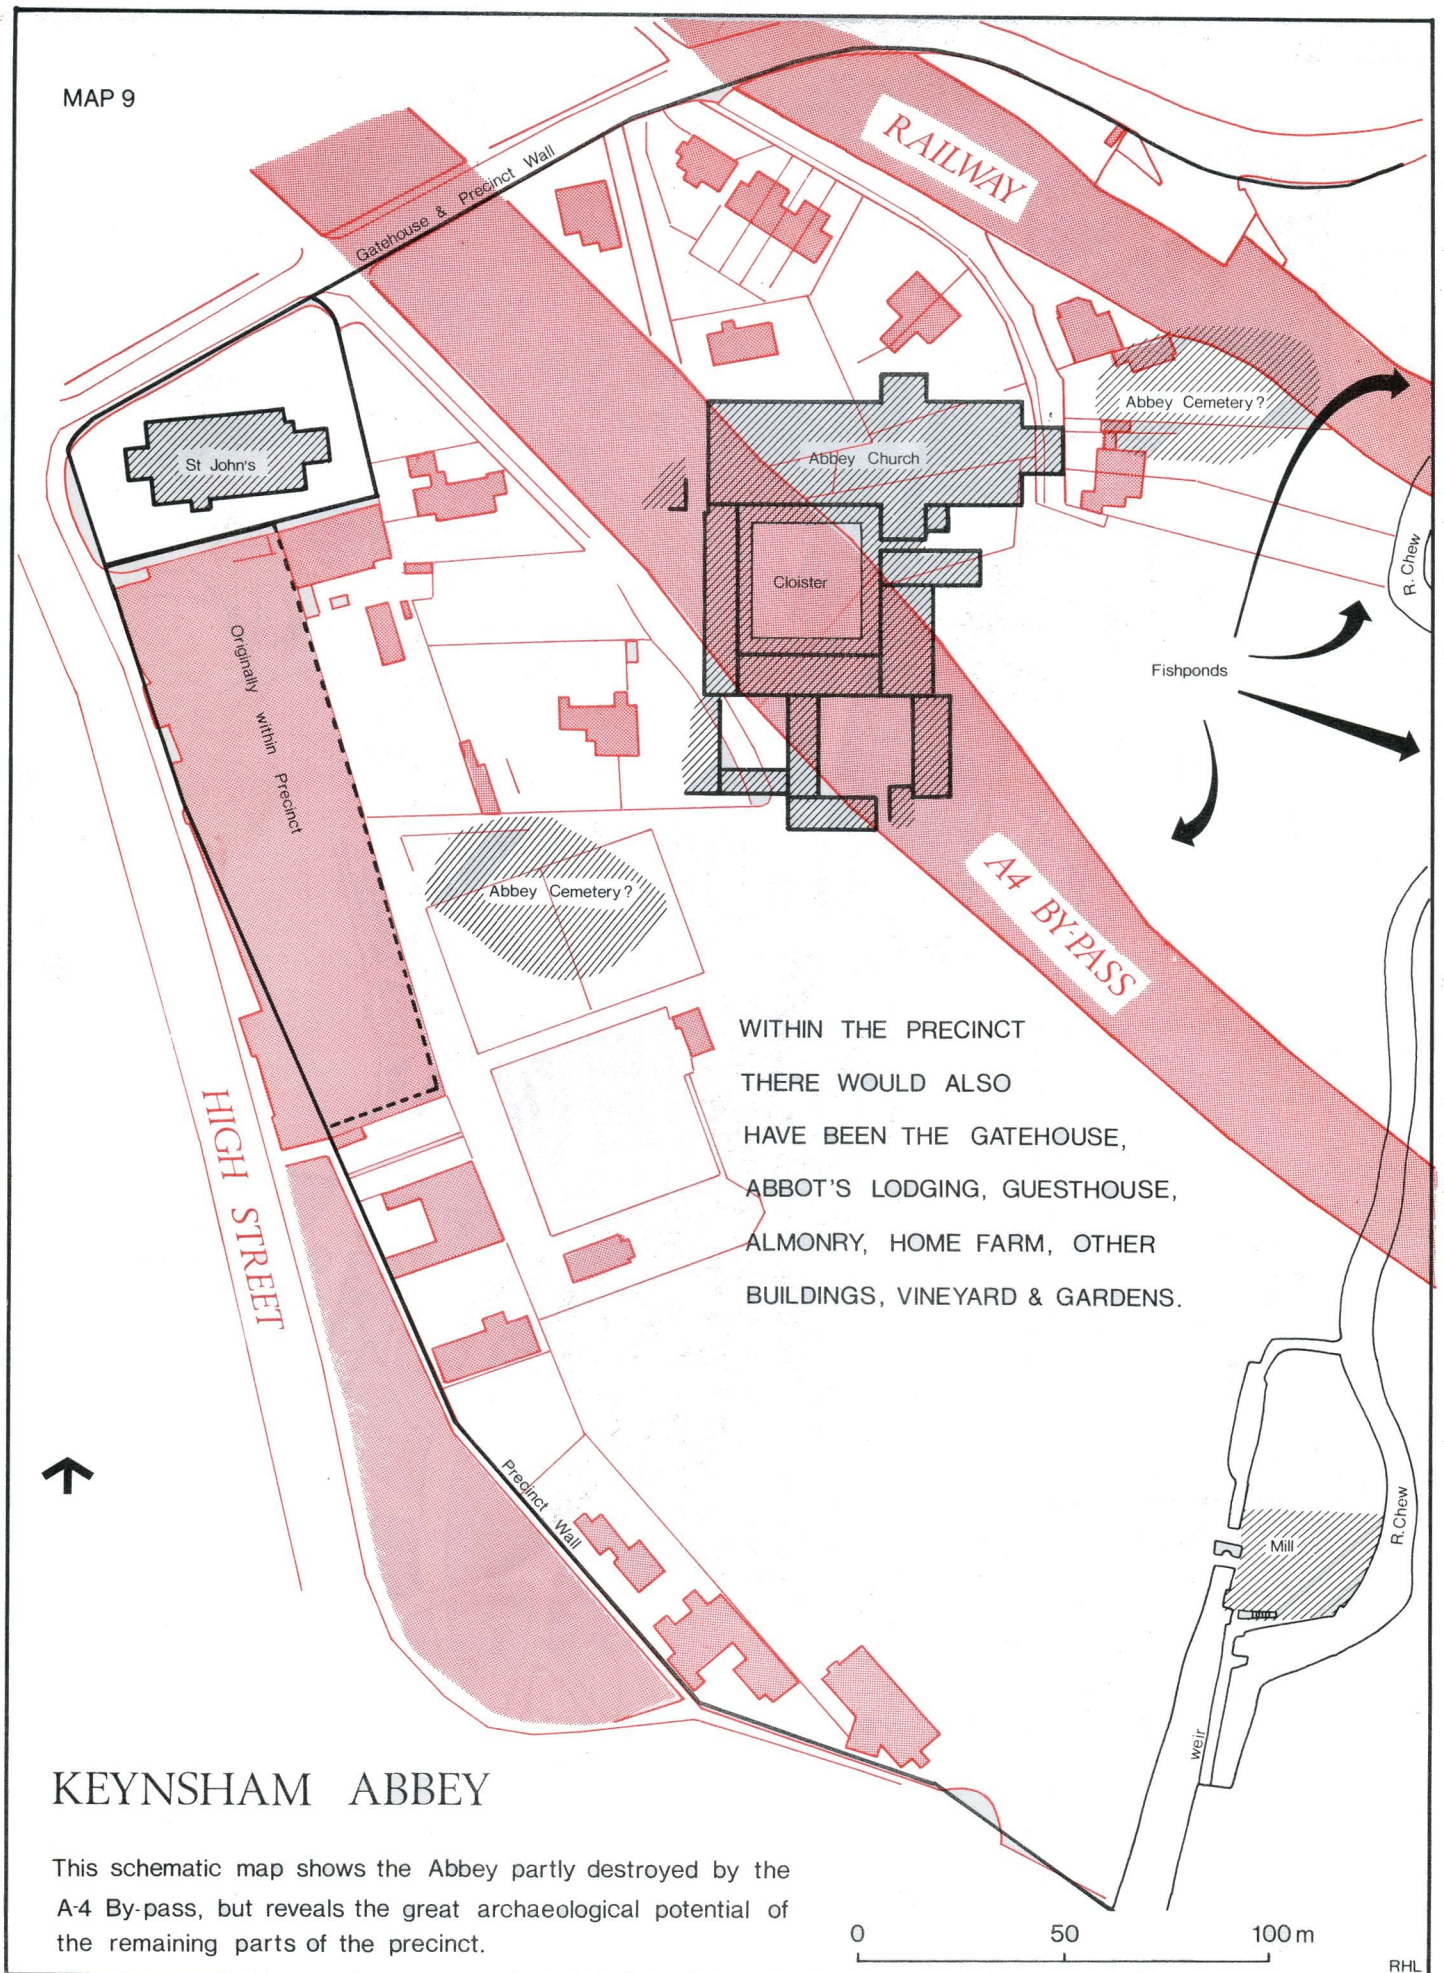 MAP 9
RAILWAY
Gatehouse & Precinct Wall
Abbey Cemetery?
St John's
Abbey Church
R. Chew
Cloister
Originally within Precinct
Fishponds
A4 BY-PASS
Abbey Cemetery?
WITHIN THE PRECINCT
THERE WOULD ALSO
HAVE BEEN THE GATEHOUSE,
ABBOT'S LODGING, GUESTHOUSE,
ALMONRY, HOME FARM, OTHER
BUILDINGS, VINEYARD & GARDENS.
HIGH STREET
Precinct Wall
R.Chew
Mill
weir
KEYNSHAM ABBEY
This schematic map shows the Abbey partly destroyed by the
A-4 By-pass, but reveals the great archaeological potential of
the remaining parts of the precinct.
0 50 100m
RHL